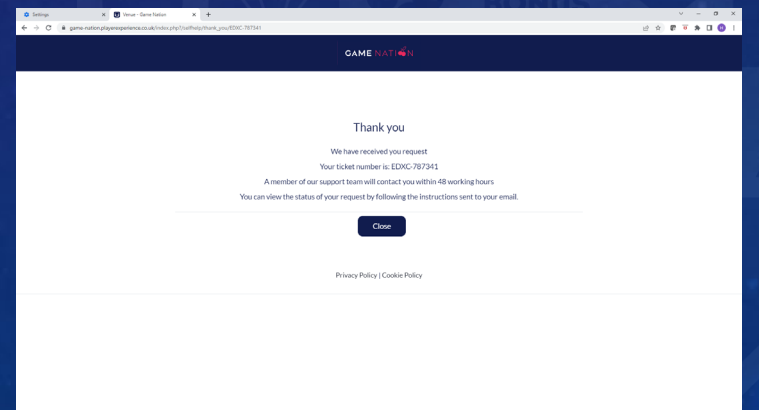 Settings
Venue - Game Nation
game-nation.playerexperience.co.uk/index.php?/selfhelp/thank_you/EDXC-787341
GAME NATION
Thank you
We have received you request
Your ticket number is: EDXC-787341
A member of our support team will contact you within 48 working hours
You can view the status of your request by following the instructions sent to your email.
Close
Privacy Policy | Cookie Policy